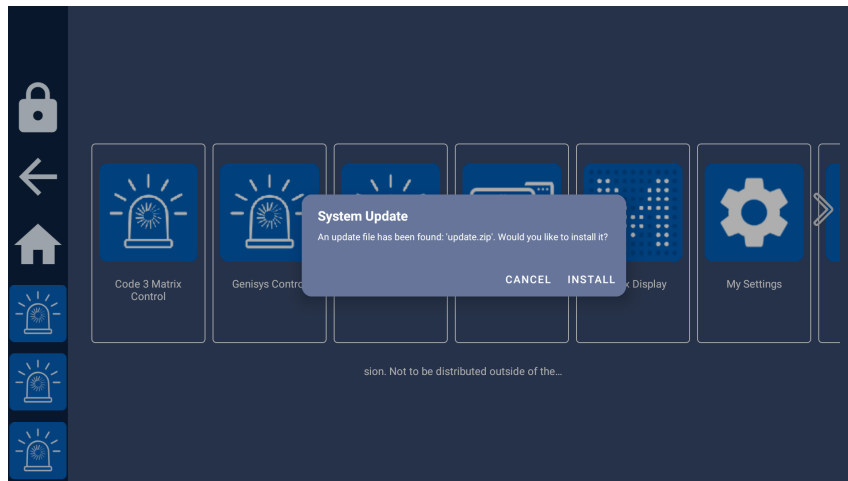 System Update
An update file has been found: 'update.zip'. Would you like to install it?
CANCEL INSTALL
Code 3 Matrix
Control
Genisys
Display
My Settings
sion. Not to be distributed outside of the…